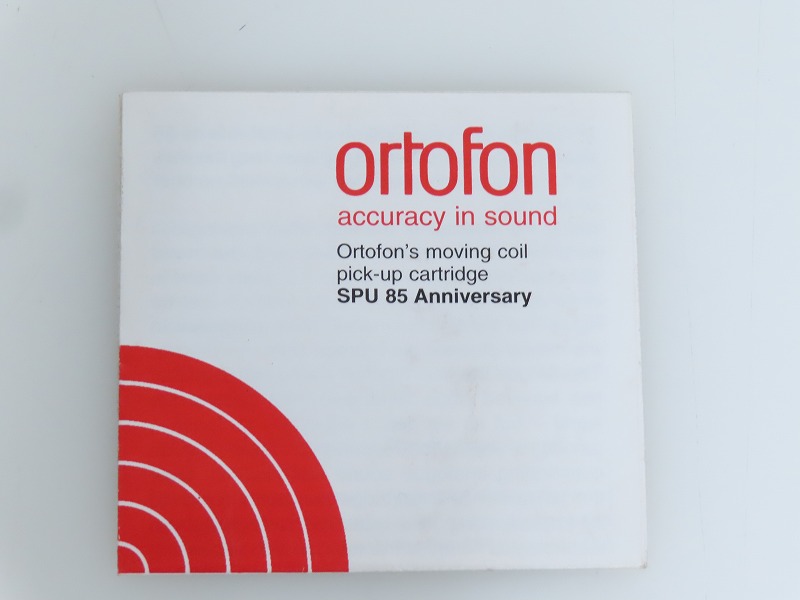 ortofon
accuracy in sound
Ortofon's moving coil
pick-up cartridge
SPU 85 Anniversary